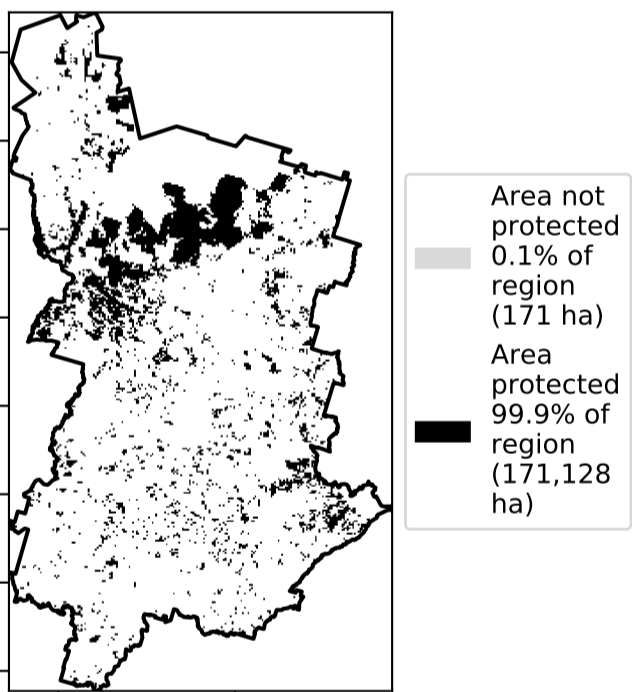 Area not
protected
0.1% of
region
(171 ha)
Area
protected
99.9% of
region
(171,128
ha)